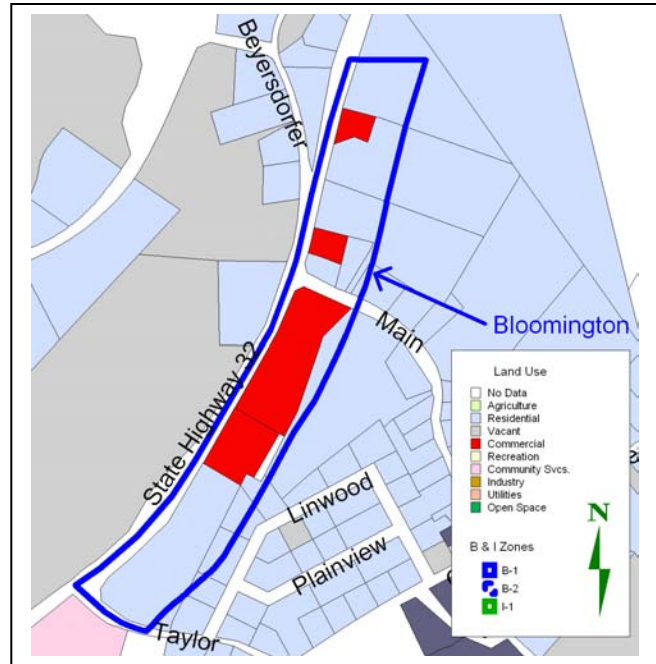 Beyersdorfer
Main
Bloomington
State Highway 32
Linwood
Plainview
Taylor
Land Use
No Data
Agriculture
Residential
Vacant
Commercial
Recreation
Community Svcs.
Industry
Utilities
Open Space
B & I Zones
B-1
B-2
I-1
N